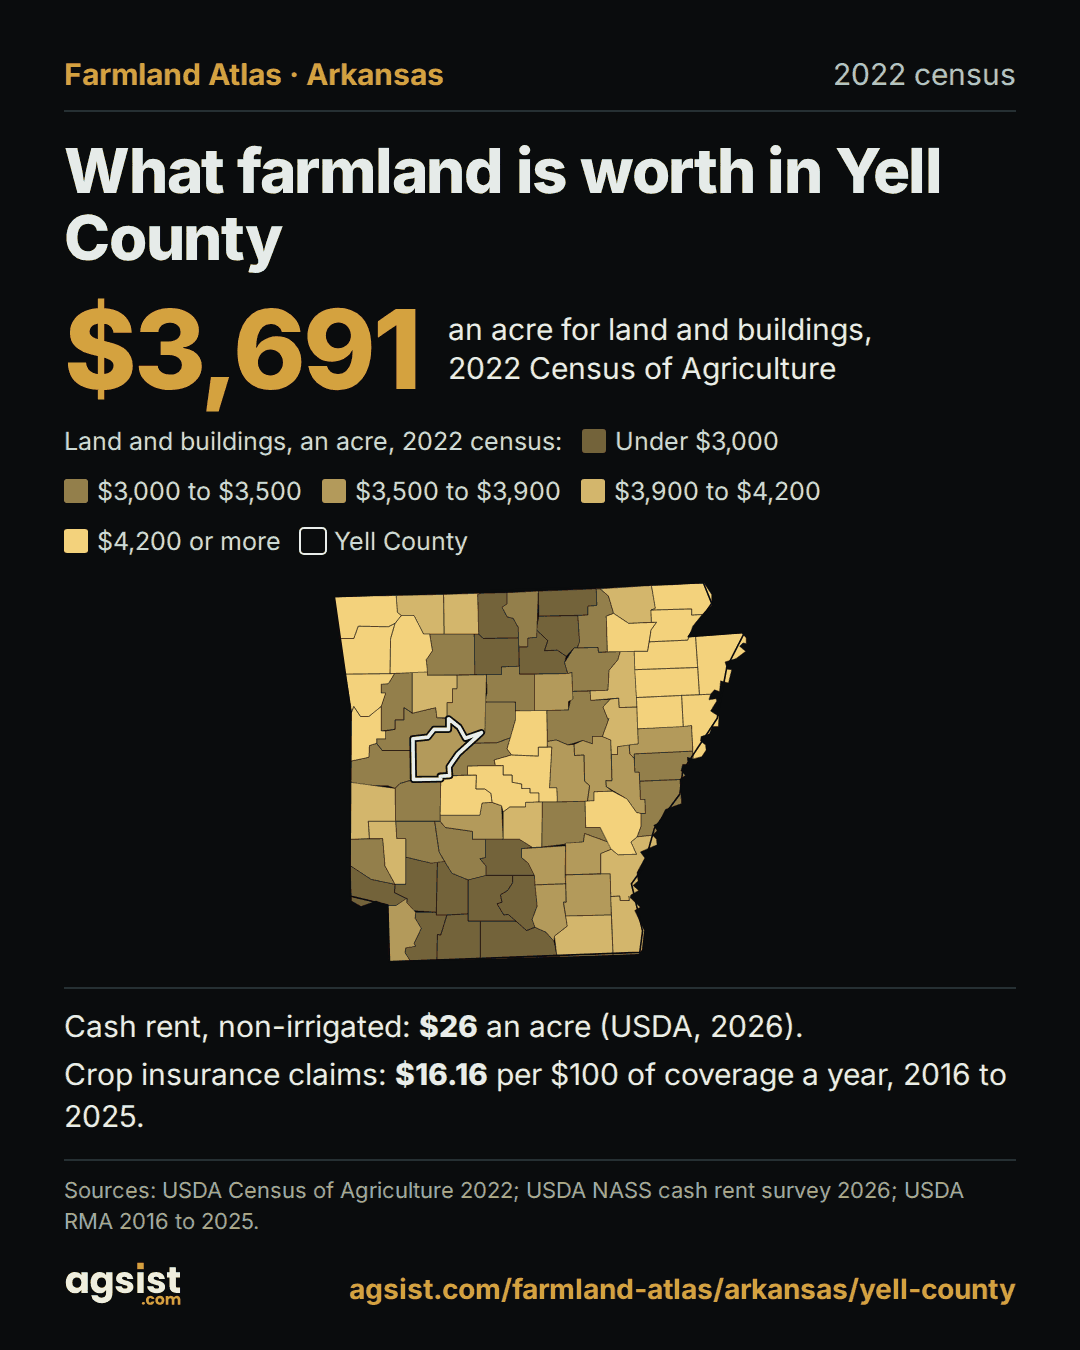 Farmland Atlas · Arkansas
2022 census
What farmland is worth in Yell
County
$3,691
an acre for land and buildings,
2022 Census of Agriculture
Land and buildings, an acre, 2022 census:
Under $3,000
$3,000 to $3,500
$3,500 to $3,900
$3,900 to $4,200
$4,200 or more
Yell County
Cash rent, non-irrigated: $26 an acre (USDA, 2026).
Crop insurance claims: $16.16 per $100 of coverage a year, 2016 to
2025.
Sources: USDA Census of Agriculture 2022; USDA NASS cash rent survey 2026; USDA
RMA 2016 to 2025.
agsist
.com
agsist.com/farmland-atlas/arkansas/yell-county